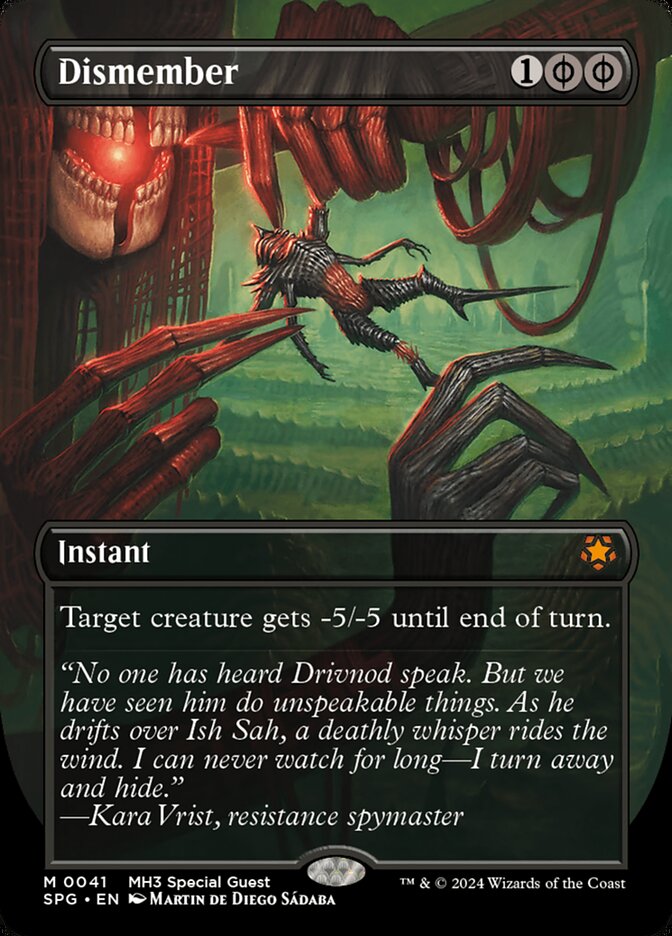 Dismember
1
Instant
Target creature gets -5/-5 until end of turn.
“No one has heard Drivnod speak. But we
have seen him do unspeakable things. As he
drifts over Ish Sah, a deathly whisper rides the
wind. I can never watch for long—I turn away
and hide.”
—Kara Vrist, resistance spymaster
M 0041 MH3 Special Guest
™ & © 2024 Wizards of the Coast
SPG • EN Martin de Diego Sádaba